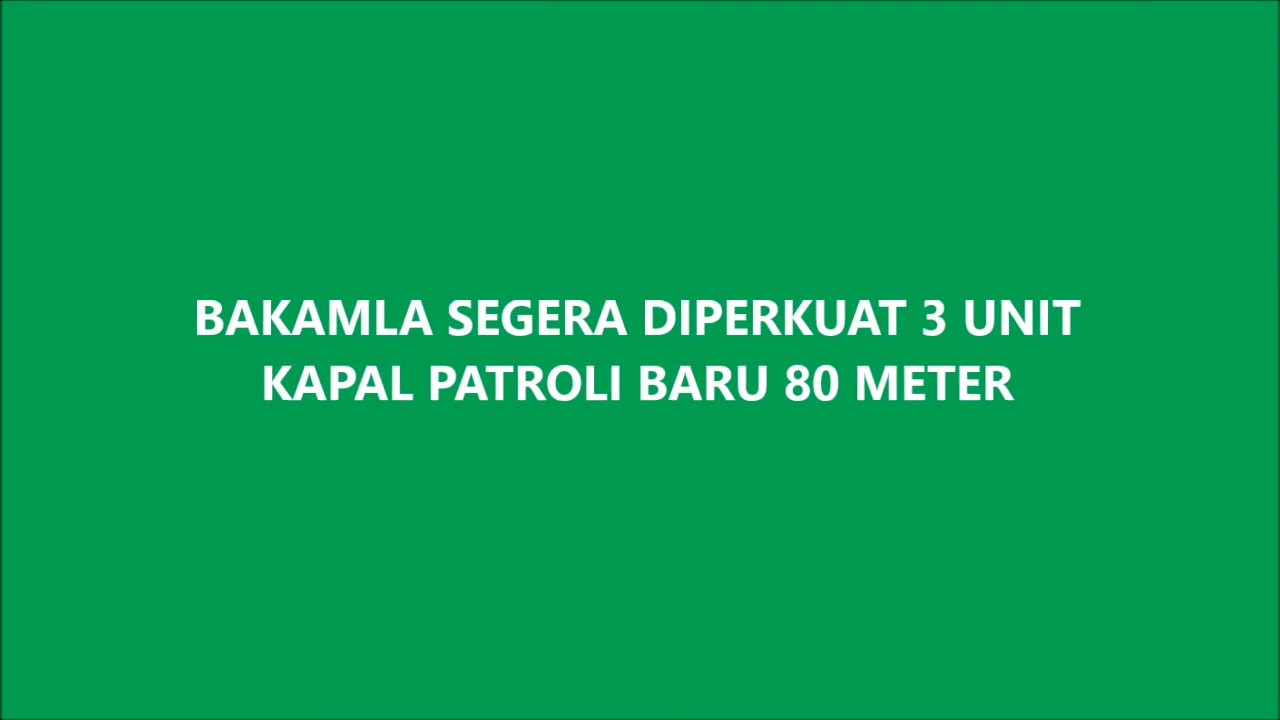 BAKAMLA SEGERA DIPERKUAT 3 UNIT
KAPAL PATROLI BARU 80 METER